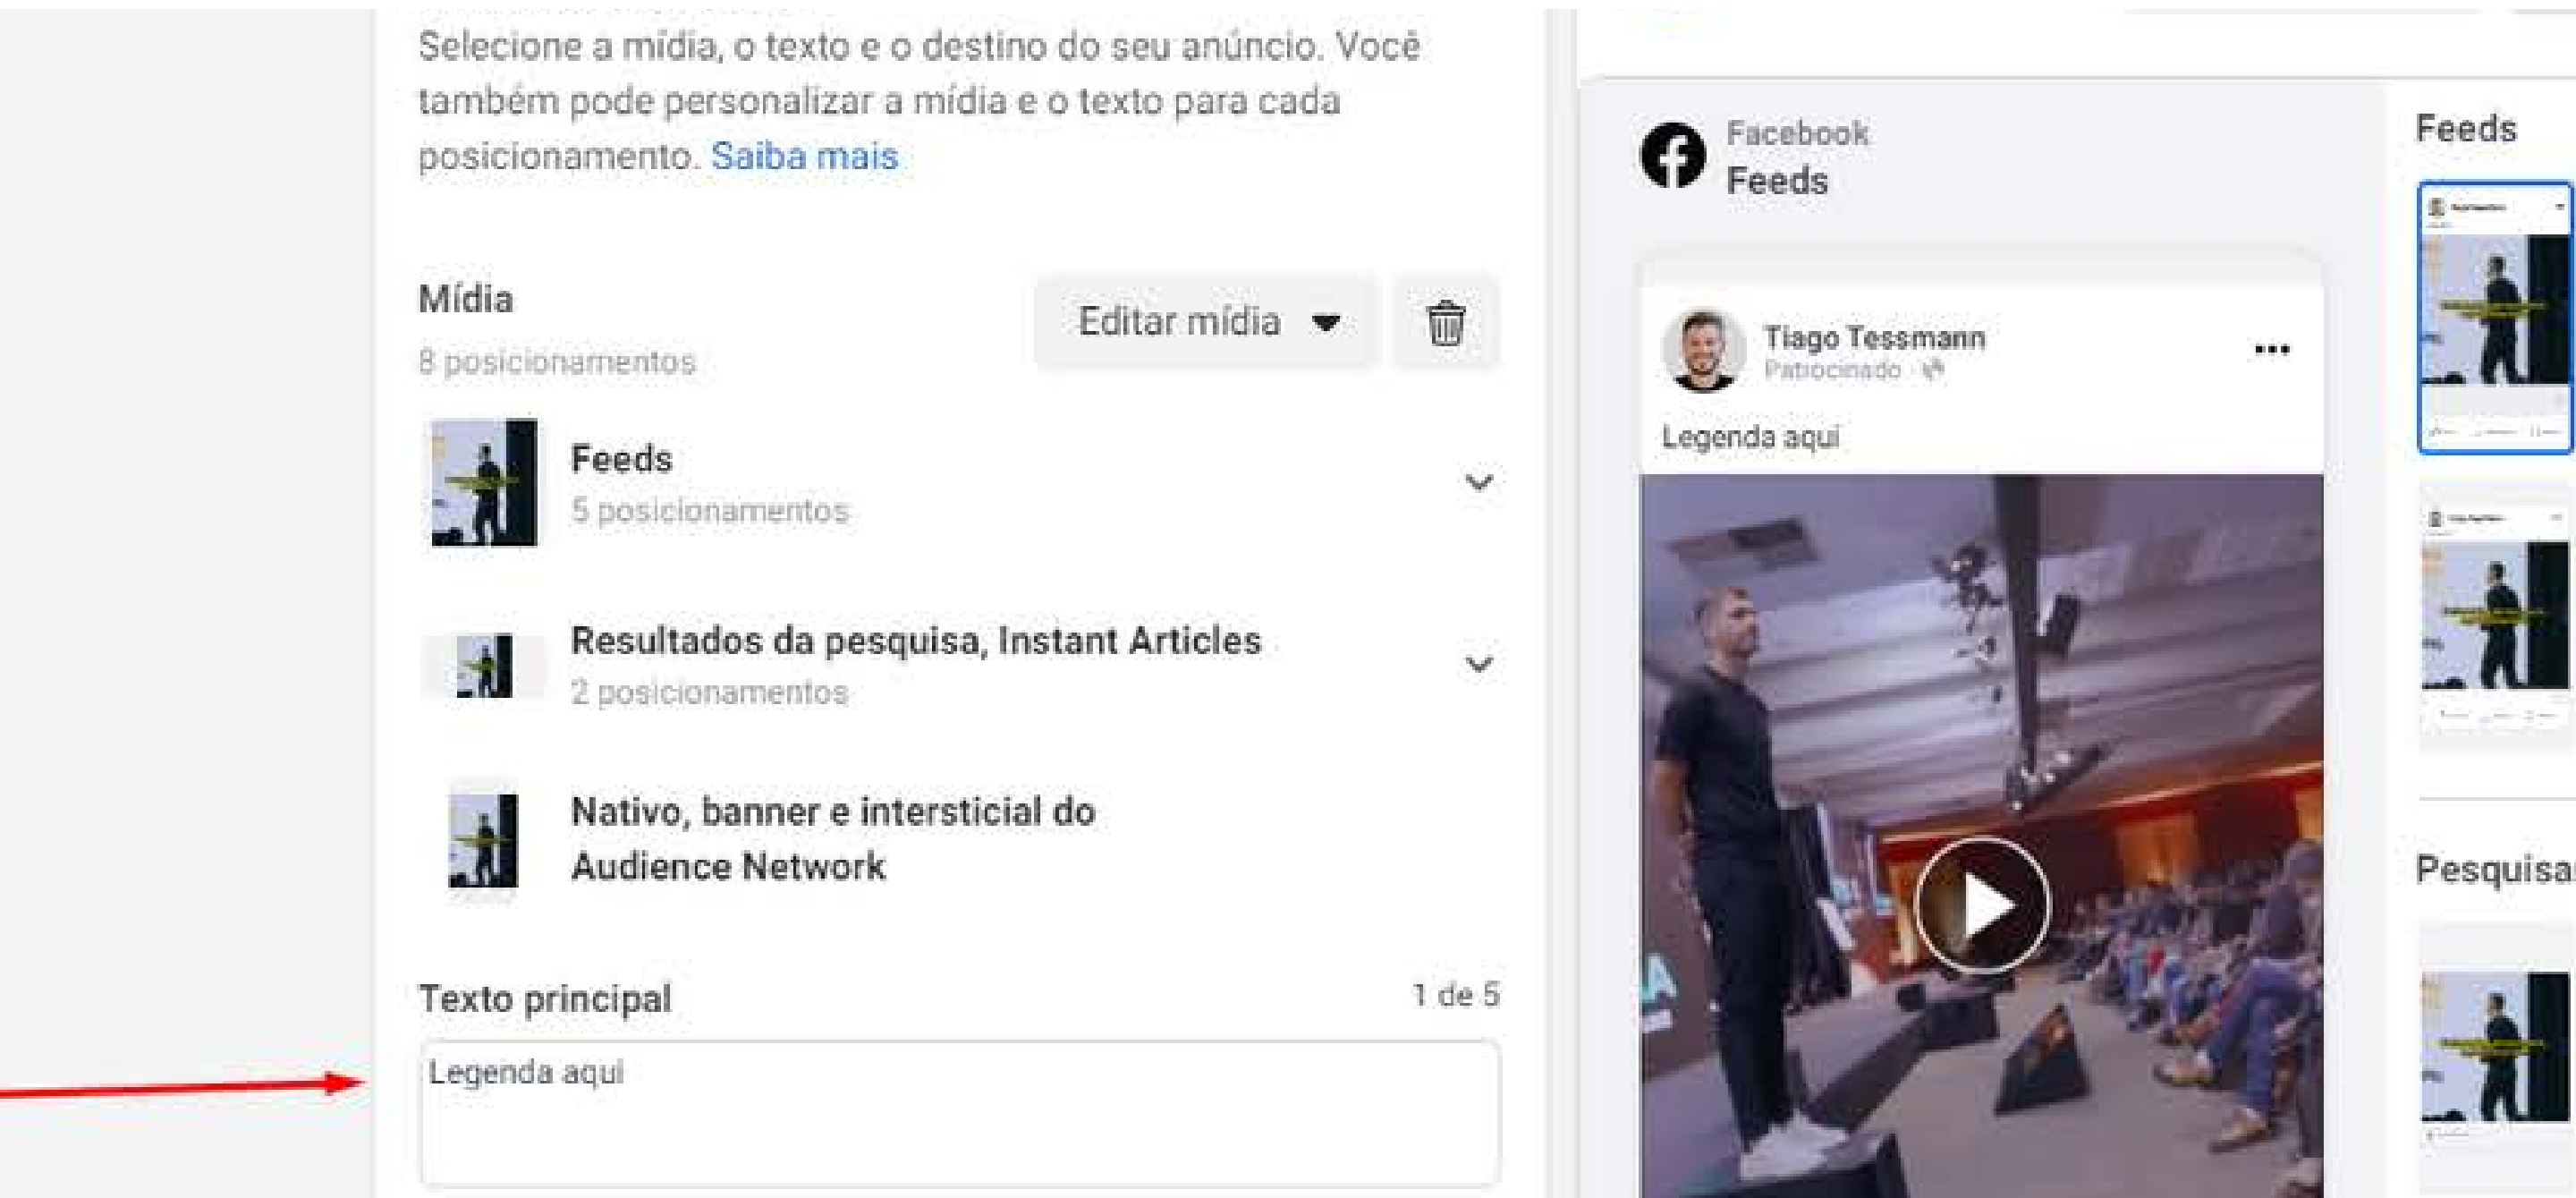 Selecione a mídia, o texto e o destino do seu anúncio. Você
também pode personalizar a mídia e o texto para cada
posicionamento. Saiba mais
Mídia
8 posicionamentos
Editar mídia
Feeds
5 posicionamentos
Resultados da pesquisa, Instant Articles
2 posicionamentos
Nativo, banner e intersticial do
Audience Network
Texto principal
1 de 5
Legenda aqui
Facebook
Feeds
Tiago Tessmann
Patrocinado
Legenda aqui
Feeds
Pesquisa